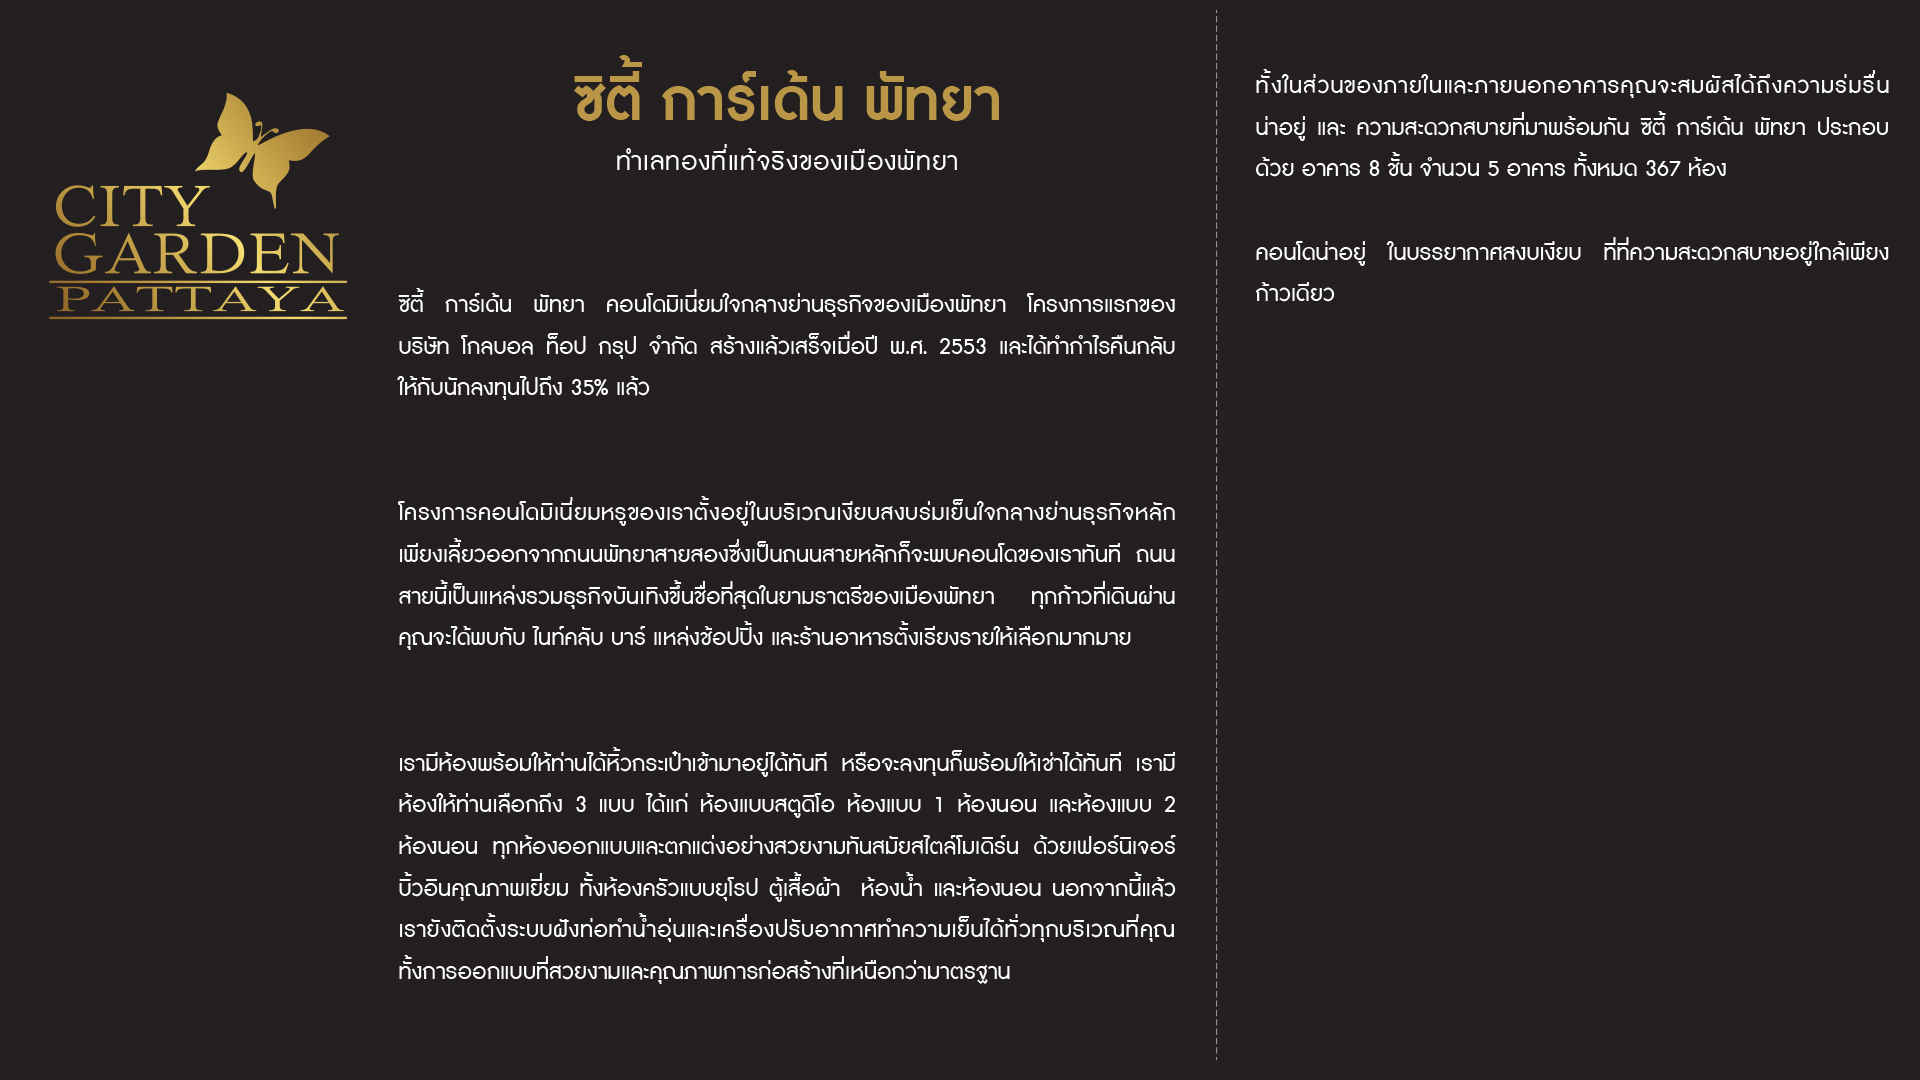 CITY
GARDEN
PATTAYA
ซิตี้ การ์เด้น พัทยา
ทำเลทองที่แท้จริงของเมืองพัทยา
ซิตี้ การ์เด้น พัทยา คอนโดมิเนี่ยมใจกลางย่านธุรกิจของเมืองพัทยา โครงการแรกของ
บริษัท โกลบอล ท็อป กรุป จำกัด สร้างแล้วเสร็จเมื่อปี พ.ศ. 2553 และได้ทำกำไรคืนกลับ
ให้กับนักลงทุนไปถึง 35% แล้ว
โครงการคอนโดมิเนี่ยมหรูของเราตั้งอยู่ในบริเวณเงียบสงบร่มเย็นใจกลางย่านธุรกิจหลัก
เพียงเลี้ยวออกจากถนนพัทยาสายสองซึ่งเป็นถนนสายหลักก็จะพบคอนโดของเราทันที ถนน
สายนี้เป็นแหล่งรวมธุรกิจบันเทิงขึ้นชื่อที่สุดในยามราตรีของเมืองพัทยา ทุกก้าวที่เดินผ่าน
คุณจะได้พบกับ ไนท์คลับ บาร์ แหล่งช้อปปิ้ง และร้านอาหารตั้งเรียงรายให้เลือกมากมาย
เรามีห้องพร้อมให้ท่านได้หิ้วกระเป๋าเข้ามาอยู่ได้ทันที หรือจะลงทุนก็พร้อมให้เช่าได้ทันที เรามี
ห้องให้ท่านเลือกถึง 3 แบบ ได้แก่ ห้องแบบสตูดิโอ ห้องแบบ 1 ห้องนอน และห้องแบบ 2
ห้องนอน ทุกห้องออกแบบและตกแต่งอย่างสวยงามทันสมัยสไตล์โมเดิร์น ด้วยเฟอร์นิเจอร์
บิ้วอินคุณภาพเยี่ยม ทั้งห้องครัวแบบยุโรป ตู้เสื้อผ้า ห้องน้ำ และห้องนอน นอกจากนี้แล้ว
เรายังติดตั้งระบบฝังท่อทำน้ำอุ่นและเครื่องปรับอากาศทำความเย็นได้ทั่วทุกบริเวณที่คุณ
ทั้งการออกแบบที่สวยงามและคุณภาพการก่อสร้างที่เหนือกว่ามาตรฐาน
ทั้งในส่วนของภายในและภายนอกอาคารคุณจะสมผัสได้ถึงความร่มรื่น
น่าอยู่ และ ความสะดวกสบายที่มาพร้อมกัน ซิตี้ การ์เด้น พัทยา ประกอบ
ด้วย อาคาร 8 ชั้น จำนวน 5 อาคาร ทั้งหมด 367 ห้อง
คอนโดน่าอยู่ ในบรรยากาศสงบเงียบ ที่ที่ความสะดวกสบายอยู่ใกล้เพียง
ก้าวเดียว